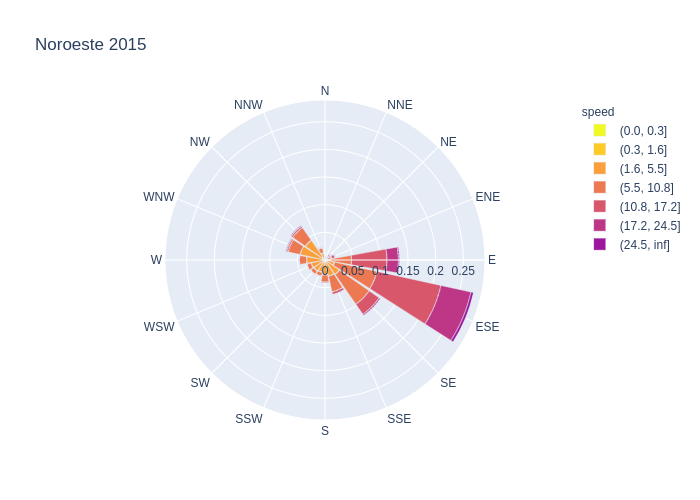 Noroeste 2015
N
NNE
NE
ENE
E
ESE
SE
SSE
S
SSW
SW
WSW
W
WNW
NW
NNW
0
0.05
0.1
0.15
0.2
0.25
speed
(0.0, 0.3]
(0.3, 1.6]
(1.6, 5.5]
(5.5, 10.8]
(10.8, 17.2]
(17.2, 24.5]
(24.5, inf]